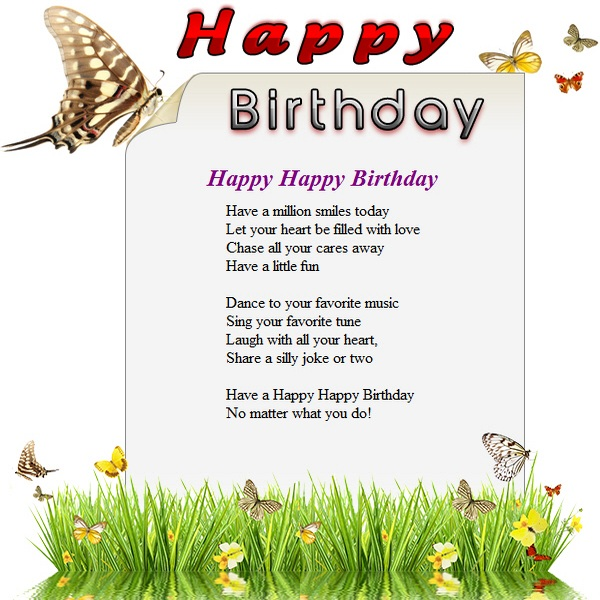 Happy
Birthday
Happy Happy Birthday
Have a million smiles today
Let your heart be filled with love
Chase all your cares away
Have a little fun
Dance to your favorite music
Sing your favorite tune
Laugh with all your heart,
Share a silly joke or two
Have a Happy Happy Birthday
No matter what you do!